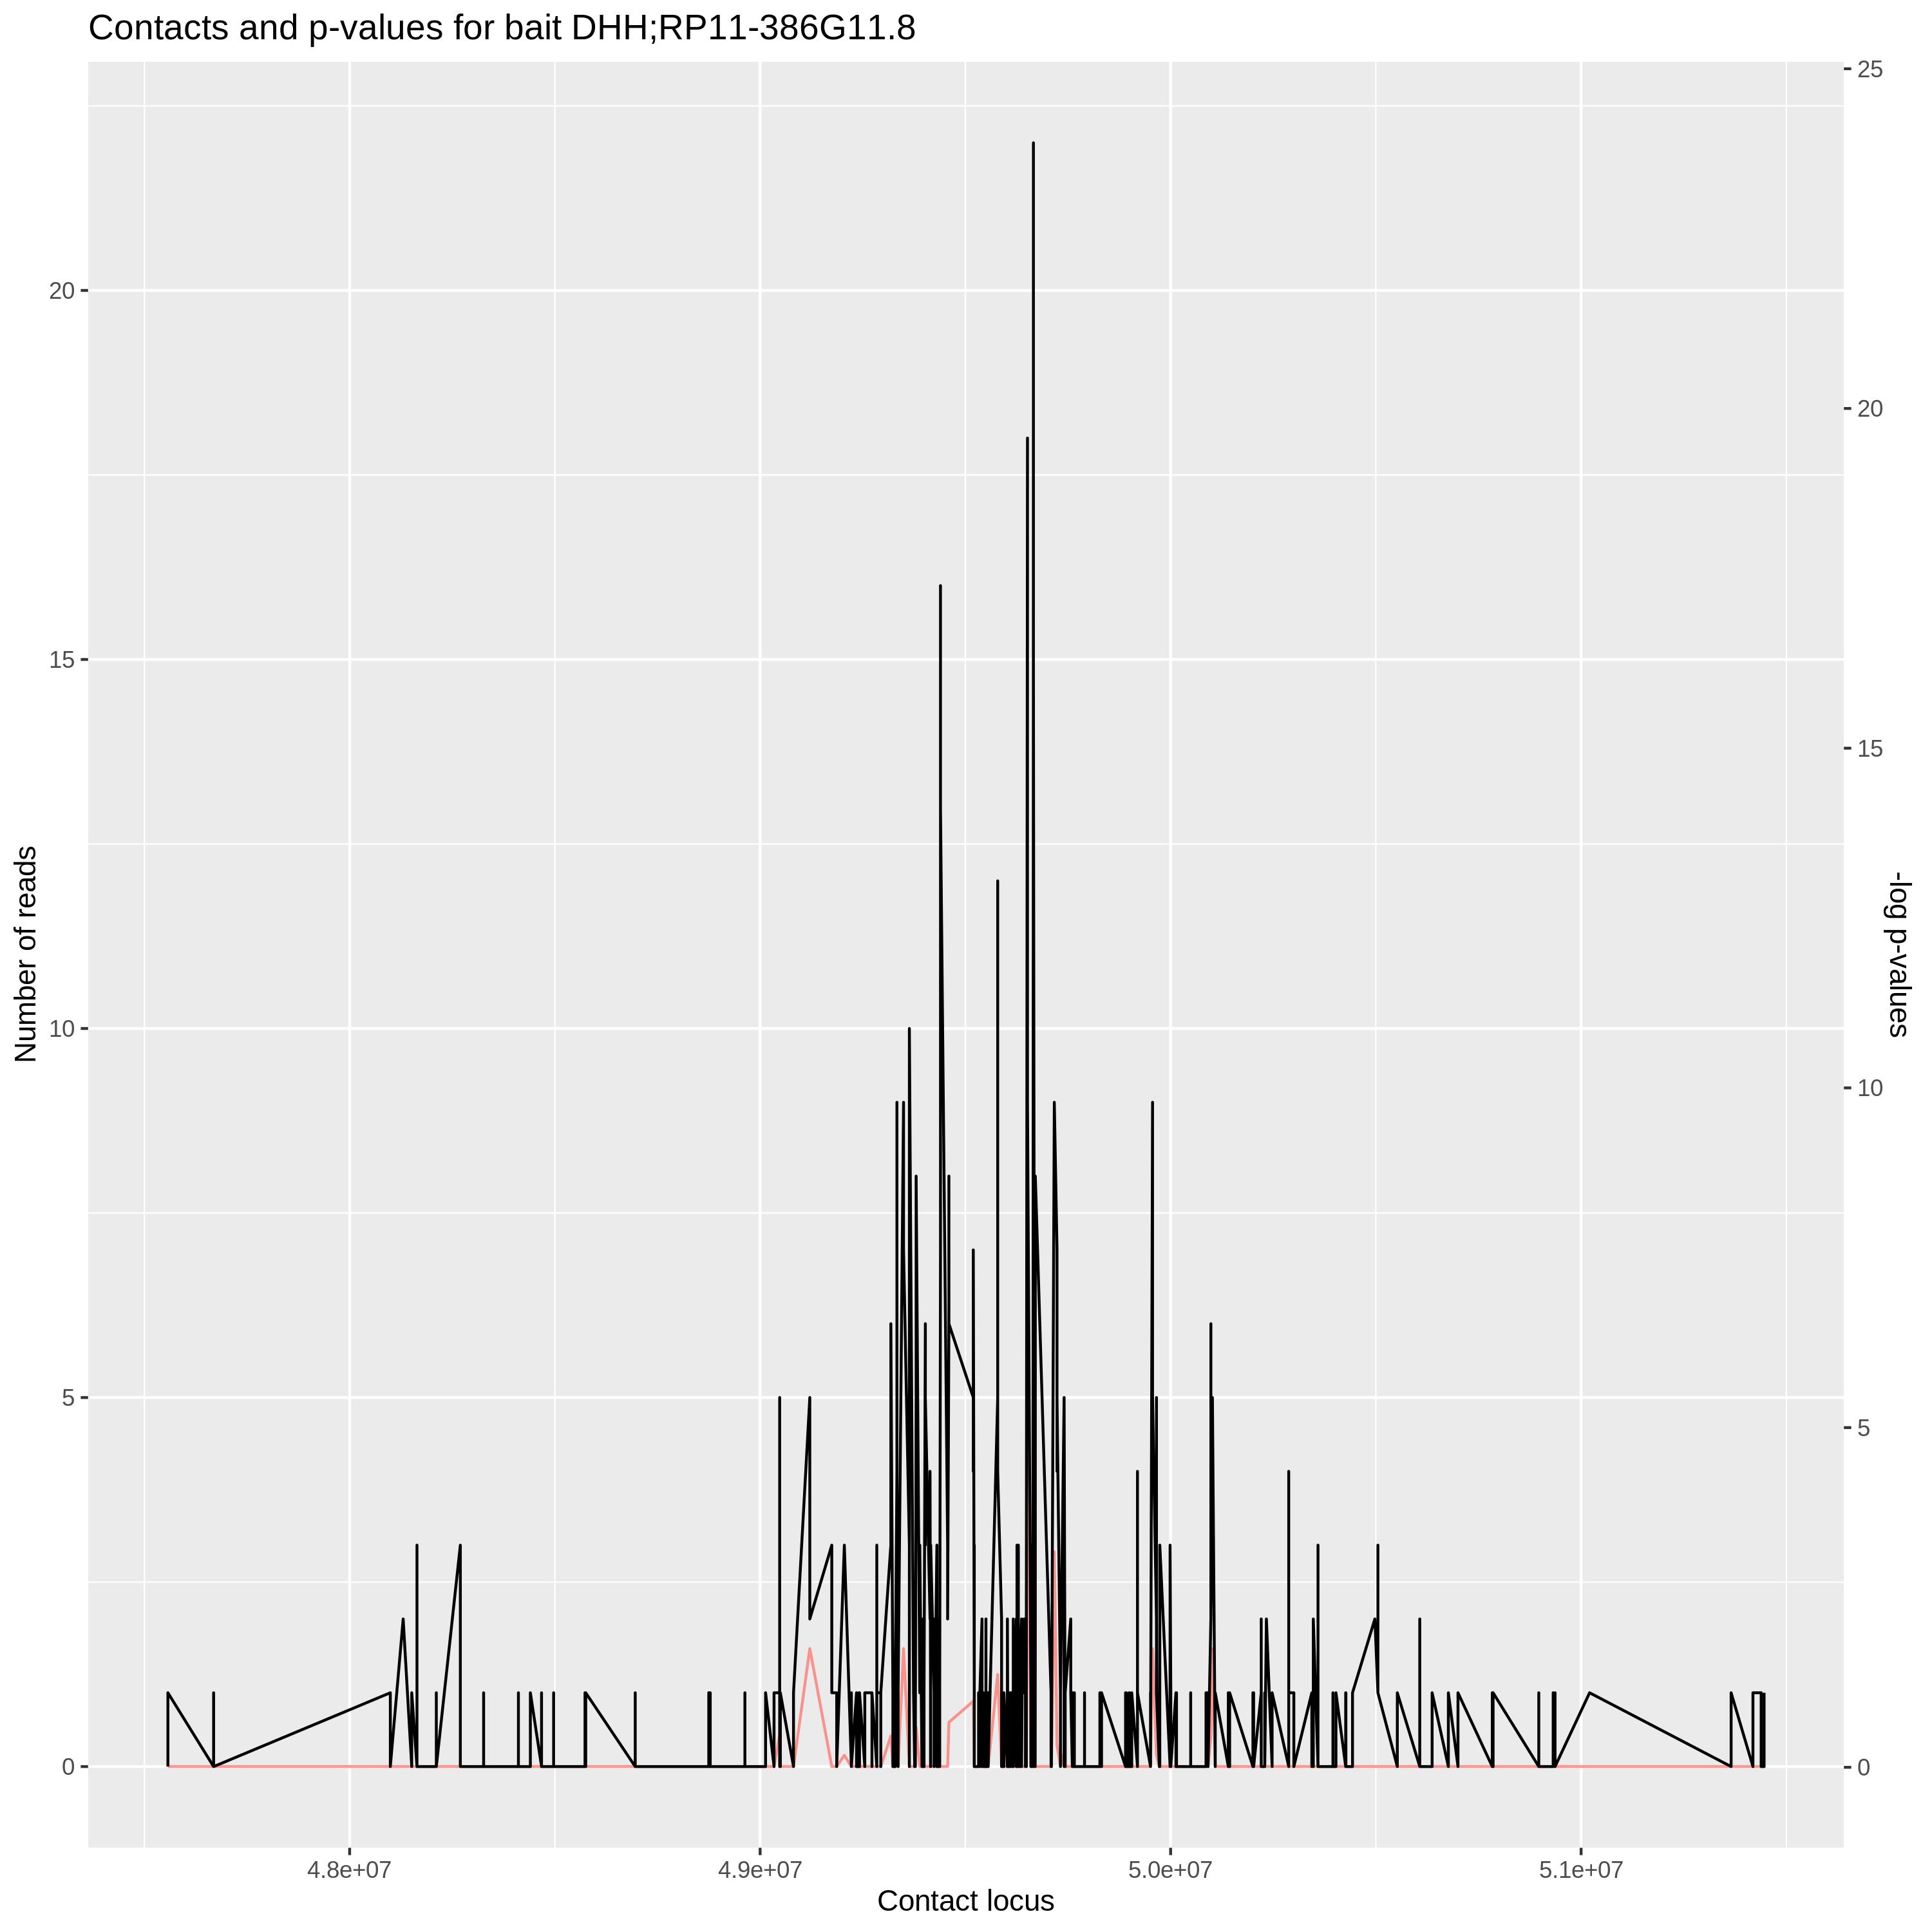 Contacts and p-values for bait DHH;RP11-386G11.8
Number of reads
20
15
10
5
0
25
20
15
10
5
0
-log p-values
4.8e+07
4.9e+07
5.0e+07
5.1e+07
Contact locus